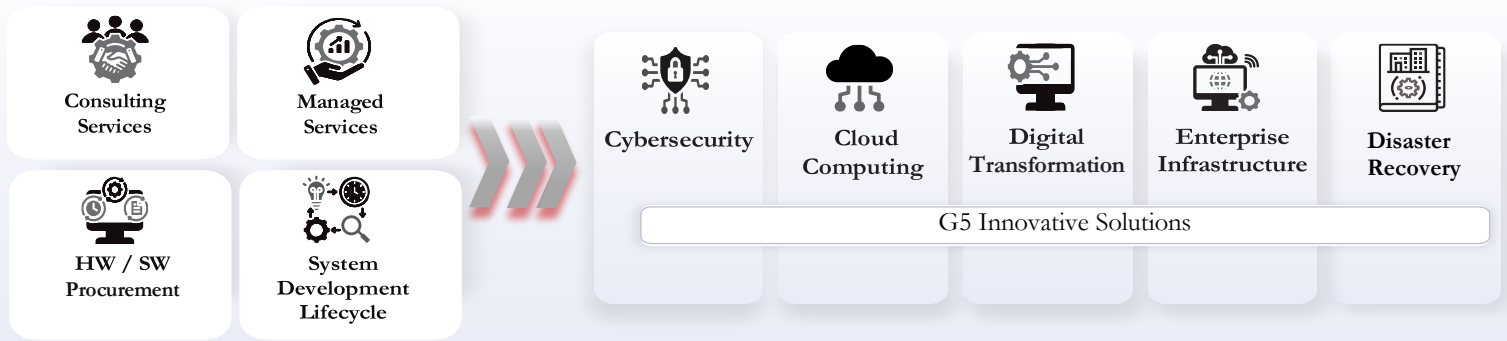 Consulting
Services
Managed
Services
HW / SW
Procurement
System
Development
Lifecycle
Cybersecurity
Cloud
Computing
Digital
Transformation
Enterprise
Infrastructure
Disaster
Recovery
G5 Innovative Solutions